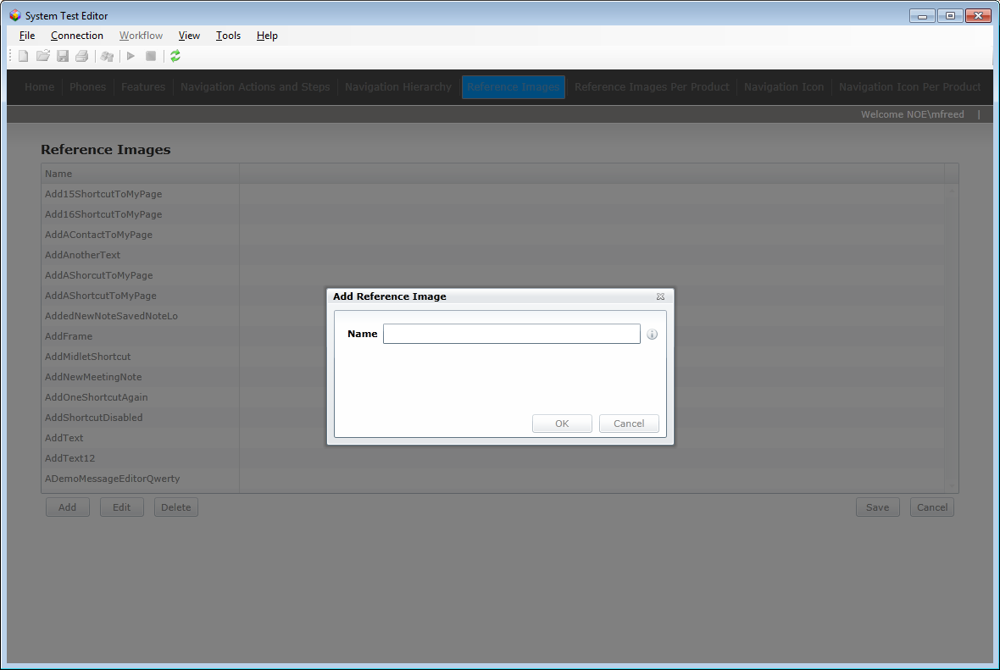 System Test Editor
File Connection Workflow View Tools Help
Home Phones Features Navigation Actions and Steps Navigation Hierarchy Reference Images Reference Images Per Product Navigation Icon Navigation Icon Per Product
Welcome NOE\mfreed |
Reference Images
Name
Add15ShortcutToMyPage
Add16ShortcutToMyPage
AddAContactToMyPage
AddAnotherText
AddAShorcutToMyPage
AddAShortcutToMyPage
AddedNewNoteSavedNoteLo
AddFrame
AddMidletShortcut
AddNewMeetingNote
AddOneShortcutAgain
AddShortcutDisabled
AddText
AddText12
ADemoMessageEditorQwerty
Add Reference Image
Name
OK Cancel
Add Edit Delete Save Cancel